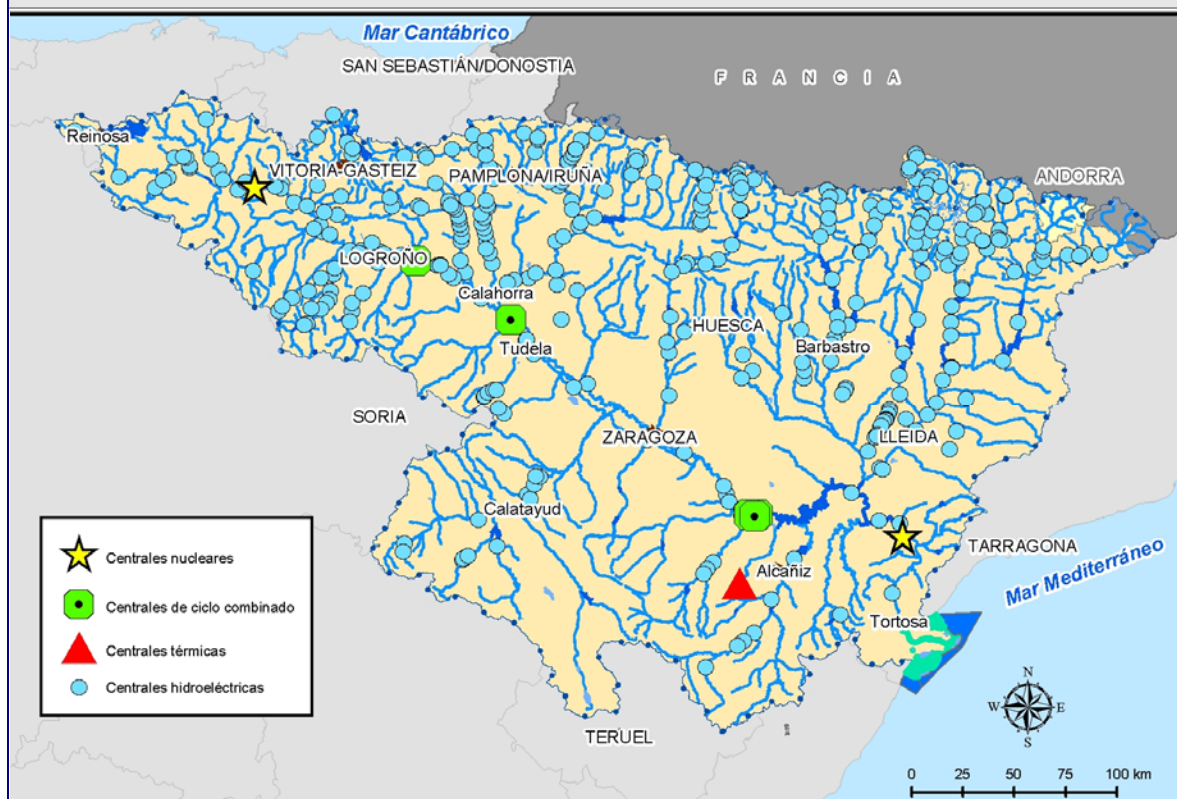 Mar Cantábrico
SAN SEBASTIÁN/DONOSTIA
FRANCIA
Reinosa
VITORIA-GASTEIZ
PAMPLONA/IRUÑA
ANDORRA
LOGROÑO
Calahorra
HUESCA
Tudela
Barbastro
SORIA
ZARAGOZA
LLEIDA
Calatayud
TARRAGONA
Alcañiz
Mar Mediterráneo
Tortosa
TERUEL
Centrales nucleares
Centrales de ciclo combinado
Centrales térmicas
Centrales hidroeléctricas
N
W E
S
0 25 50 75 100 km